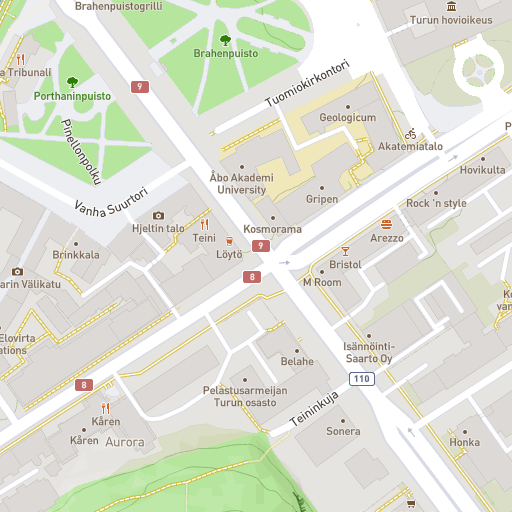 Brahenpuistogrilli
Turun hovioikeus
Brahenpuisto
a Tribunali
9
Porthaninpuisto
Tuomiokirkontori
Geologicum
Akatemiatalo
Pinellonpolku
Hovikulta
Åbo Akademi
University
Gripen
Vanha Suurtori
Rock 'n style
Hjeltin talo
Teini
Kosmorama
Arezzo
Brinkkala
Löytö
9
Bristol
arin Välikatu
8
M Room
Elovirta
ations
Isännöinti-
Saarto Oy
Belahe
8
110
Pelastusarmeijan
Turun osasto
Teininkuja
Kåren
Kåren
Aurora
Sonera
Honka